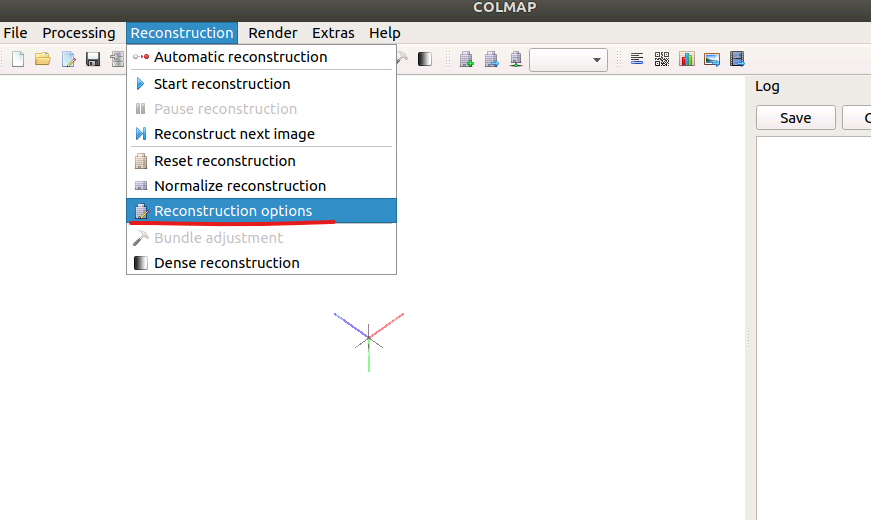 COLMAP
File Processing Reconstruction Render Extras Help
Automatic reconstruction
Start reconstruction
Pause reconstruction
Reconstruct next image
Reset reconstruction
Normalize reconstruction
Reconstruction options
Bundle adjustment
Dense reconstruction
Log
Save